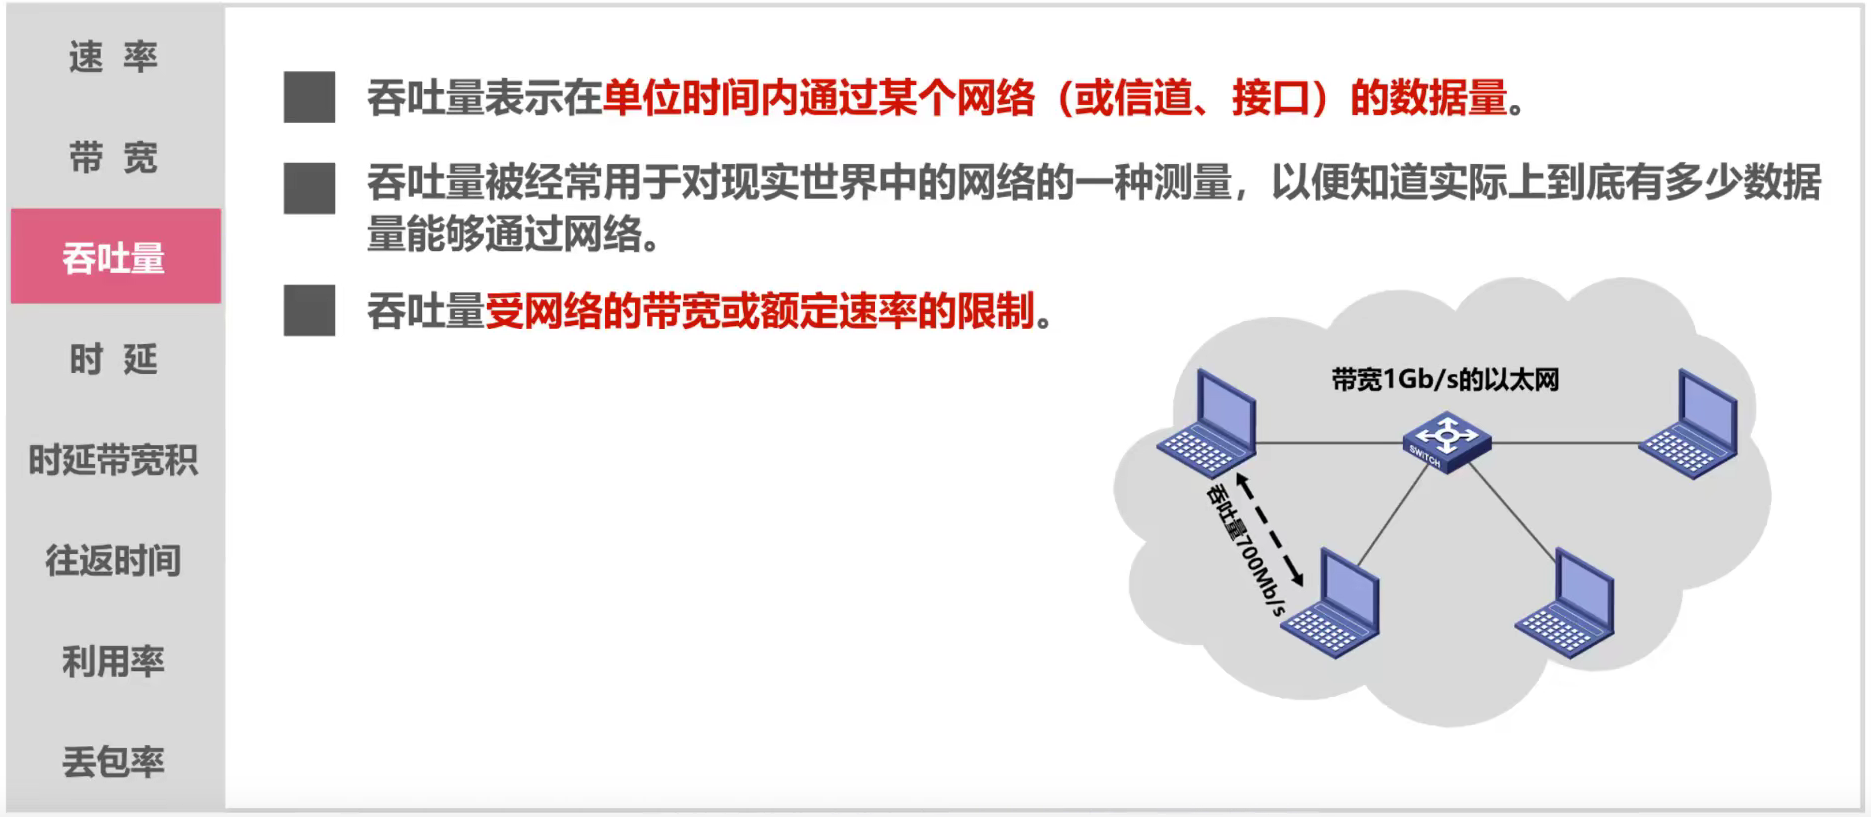 速 率
带 宽
吞吐量
时 延
时延带宽积
往返时间
利用率
丢包率
吞吐量表示在单位时间内通过某个网络（或信道、接口）的数据量。
吞吐量被经常用于对现实世界中的网络的一种测量，以便知道实际上到底有多少数据
量能够通过网络。
吞吐量受网络的带宽或额定速率的限制。
带宽1Gb/s的以太网
SWITCH
吞吐量700Mb/s